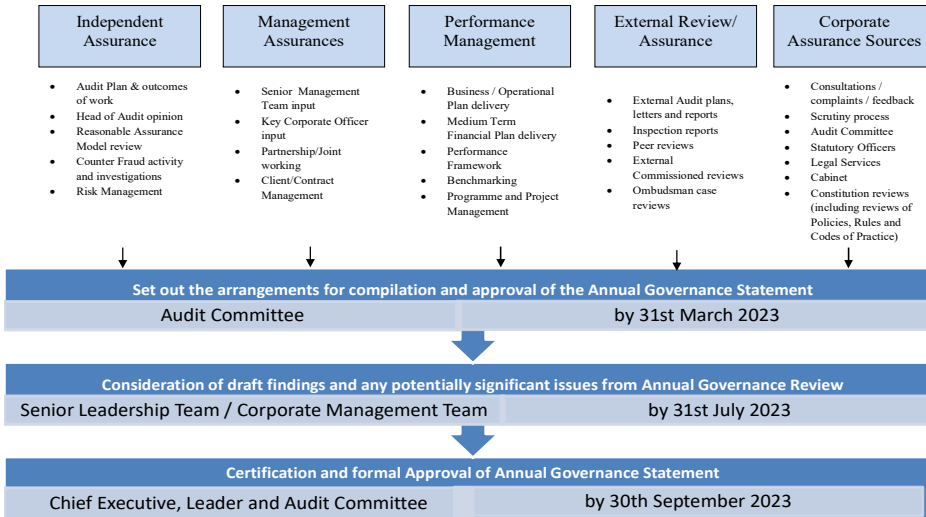 Independent
Assurance
Management
Assurances
Performance
Management
External Review/
Assurance
Corporate
Assurance Sources
• Audit Plan & outcomes
of work
• Head of Audit opinion
• Reasonable Assurance
Model review
• Counter Fraud activity
and investigations
• Risk Management
• Senior Management
Team input
• Key Corporate Officer
input
• Partnership/Joint
working
• Client/Contract
Management
• Business / Operational
Plan delivery
• Medium Term
Financial Plan delivery
• Performance
Framework
• Benchmarking
• Programme and Project
Management
• External Audit plans,
letters and reports
• Inspection reports
• Peer reviews
• External
Commissioned reviews
• Ombudsman case
reviews
• Consultations /
complaints / feedback
• Scrutiny process
• Audit Committee
• Statutory Officers
• Legal Services
• Cabinet
• Constitution reviews
(including reviews of
Policies, Rules and
Codes of Practice)
Set out the arrangements for compilation and approval of the Annual Governance Statement
Audit Committee by 31st March 2023
Consideration of draft findings and any potentially significant issues from Annual Governance Review
Senior Leadership Team / Corporate Management Team by 31st July 2023
Certification and formal Approval of Annual Governance Statement
Chief Executive, Leader and Audit Committee by 30th September 2023